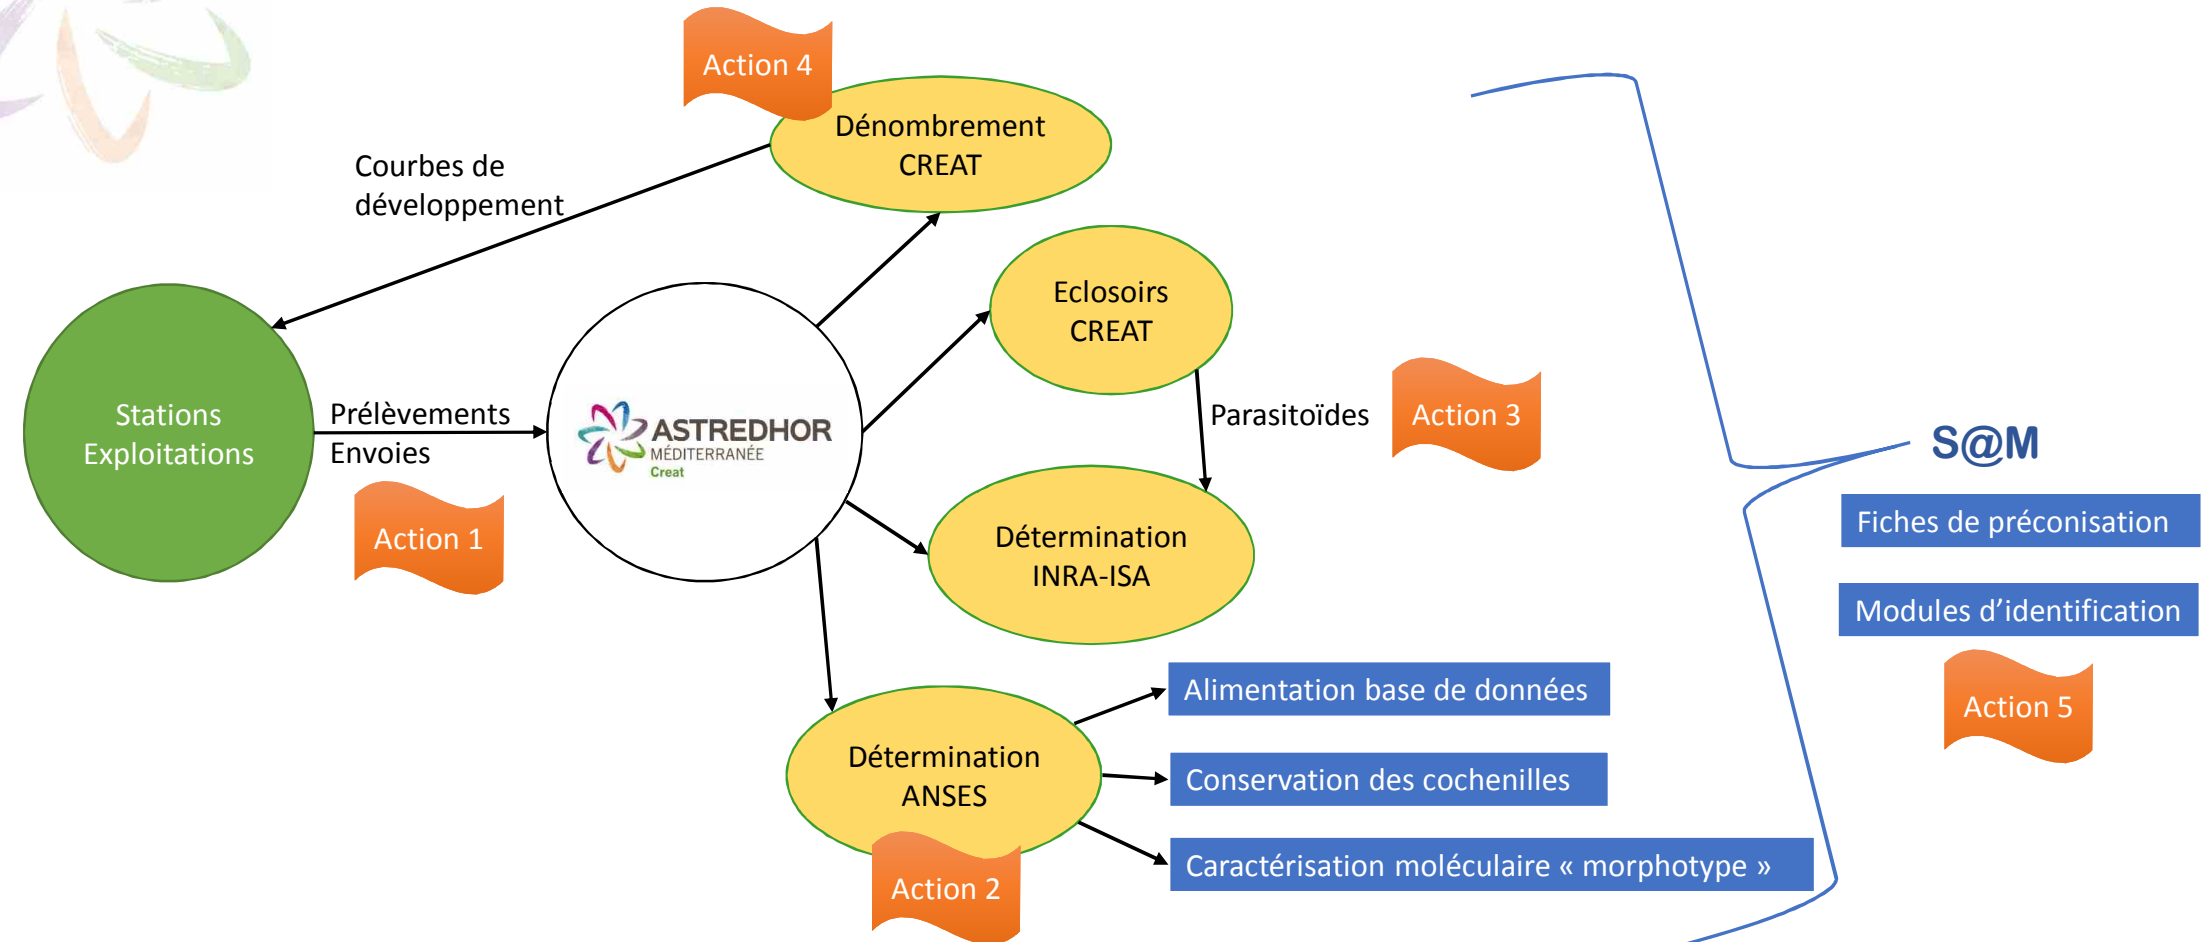 Action 4
Dénombrement
CREAT
Courbes de
développement
Eclosoirs
CREAT
Stations
Exploitations
Prélèvements
Envoies
Action 1
ASTREDHOR
MÉDITERRANÉE
Creat
Parasitoïdes
Action 3
Détermination
INRA-ISA
S@M
Fiches de préconisation
Modules d’identification
Action 5
Détermination
ANSES
Action 2
Alimentation base de données
Conservation des cochenilles
Caractérisation moléculaire « morphotype »